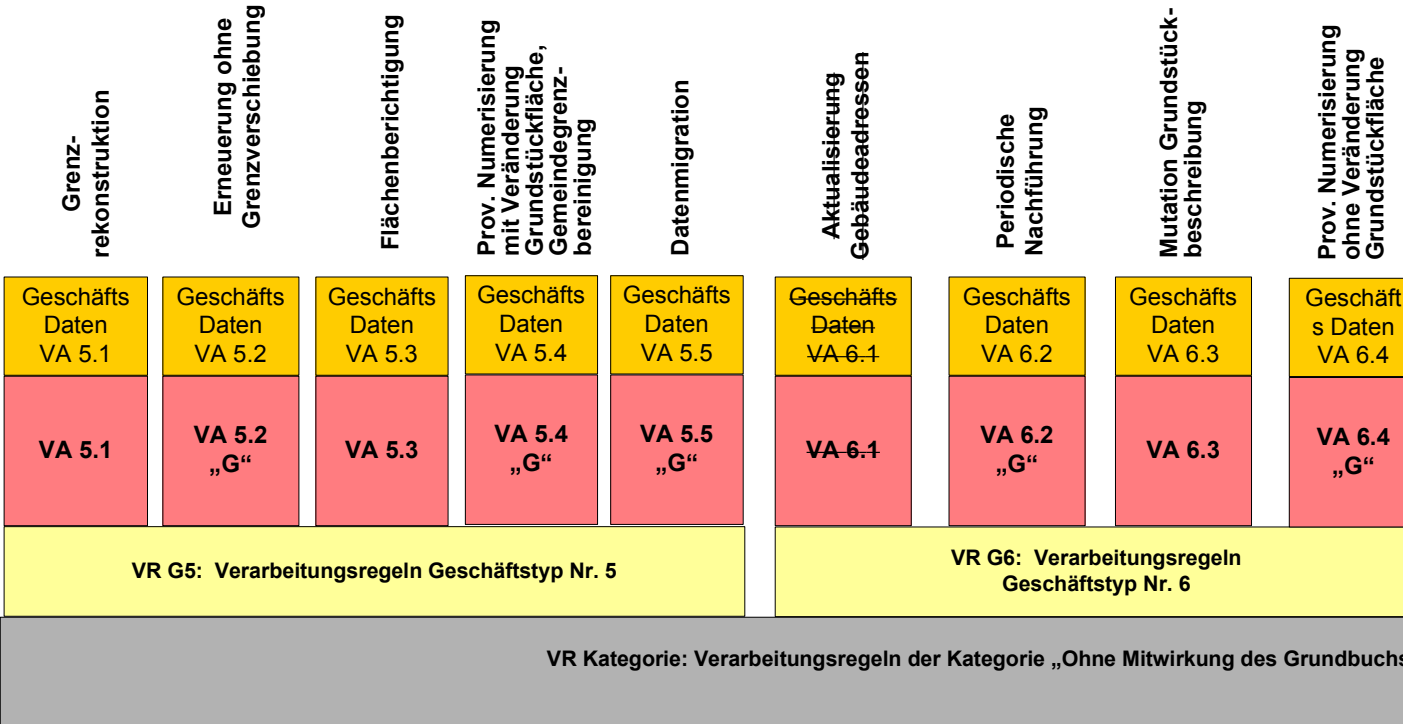 Grenz-
rekonstruktion
Erneuerung ohne
Grenzverschiebung
Flächenberichtigung
Prov. Numerisierung
mit Veränderung
Grundstückfläche,
Gemeindegrenz-
bereinigung
Datenmigration
Aktualisierung
Gebäudeadressen
Periodische
Nachführung
Mutation Grundstück-
beschreibung
Prov. Numerisierung
ohne Veränderung
Grundstückfläche
Geschäfts
Daten
VA 5.1
Geschäfts
Daten
VA 5.2
Geschäfts
Daten
VA 5.3
Geschäfts
Daten
VA 5.4
Geschäfts
Daten
VA 5.5
Geschäfts
Daten
VA 6.1
Geschäfts
Daten
VA 6.2
Geschäfts
Daten
VA 6.3
Geschäft
s Daten
VA 6.4
VA 5.1
VA 5.2
„G“
VA 5.3
VA 5.4
„G“
VA 5.5
„G“
VA 6.1
VA 6.2
„G“
VA 6.3
VA 6.4
„G“
VR G5: Verarbeitungsregeln Geschäftstyp Nr. 5
VR G6: Verarbeitungsregeln
Geschäftstyp Nr. 6
VR Kategorie: Verarbeitungsregeln der Kategorie „Ohne Mitwirkung des Grundbuchs